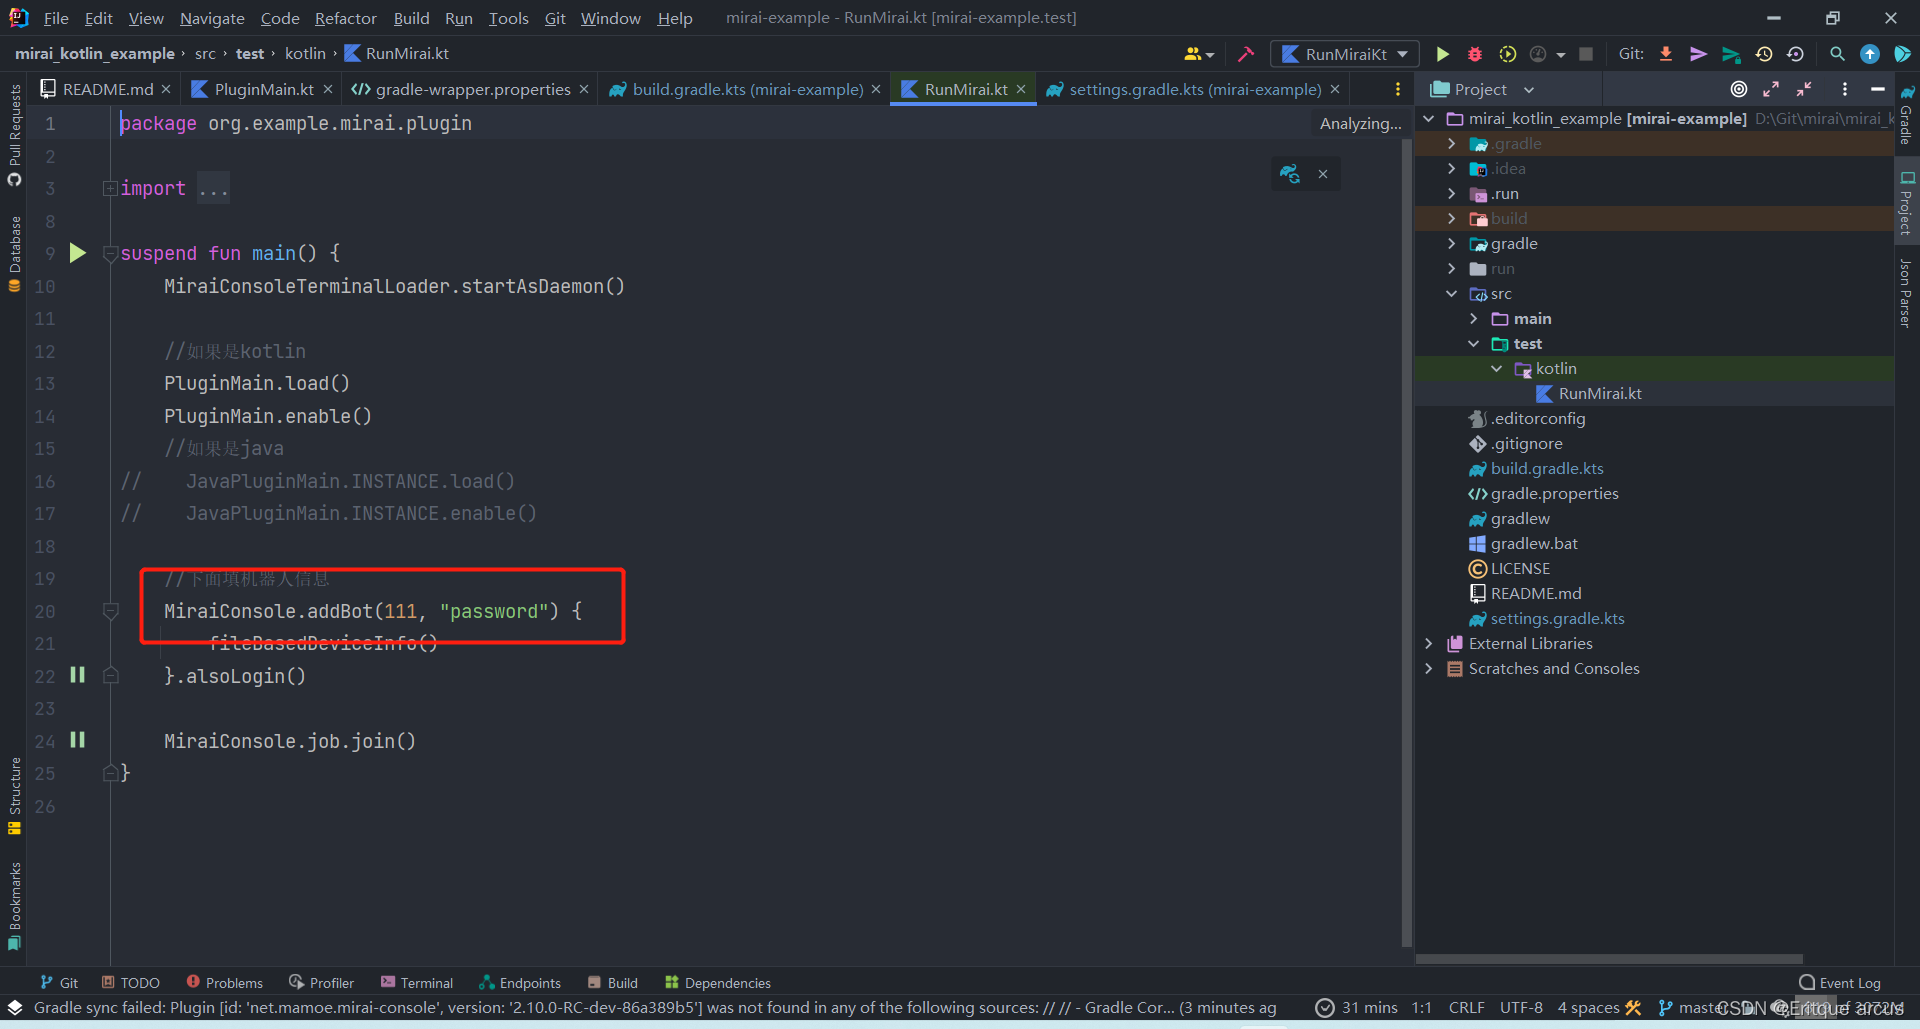 File Edit View Navigate Code Refactor Build Run Tools Git Window Help mirai-example - RunMirai.kt [mirai-example.test]
mirai_kotlin_example › src › test › kotlin › RunMirai.kt
RunMiraiKt
Git:
README.md
PluginMain.kt
gradle-wrapper.properties
build.gradle.kts (mirai-example)
RunMirai.kt
settings.gradle.kts (mirai-example)
Project
Pull Requests
Database
Structure
Bookmarks
1 package org.example.mirai.plugin
Analyzing...
2
3 import ...
8
9 suspend fun main() {
10 MiraiConsoleTerminalLoader.startAsDaemon()
11
12 //如果是kotlin
13 PluginMain.load()
14 PluginMain.enable()
15 //如果是java
16 // JavaPluginMain.INSTANCE.load()
17 // JavaPluginMain.INSTANCE.enable()
18
19 //下面填机器人信息
20 MiraiConsole.addBot(111, "password") {
21 fileBasedDeviceInfo()
22 }.alsoLogin()
23
24 MiraiConsole.job.join()
25 }
26
mirai_kotlin_example [mirai-example] D:\Git\mirai\mirai_k
.gradle
.idea
.run
build
gradle
run
src
main
test
kotlin
RunMirai.kt
.editorconfig
.gitignore
build.gradle.kts
gradle.properties
gradlew
gradlew.bat
LICENSE
README.md
settings.gradle.kts
External Libraries
Scratches and Consoles
Gradle
Project
Json Parser
Git TODO Problems Profiler Terminal Endpoints Build Dependencies Event Log
Gradle sync failed: Plugin [id: 'net.mamoe.mirai-console', version: '2.10.0-RC-dev-86a389b5'] was not found in any of the following sources: // // - Gradle Cor... (3 minutes ag
31 mins 1:1 CRLF UTF-8 4 spaces master
CSDN @Eritque arcus